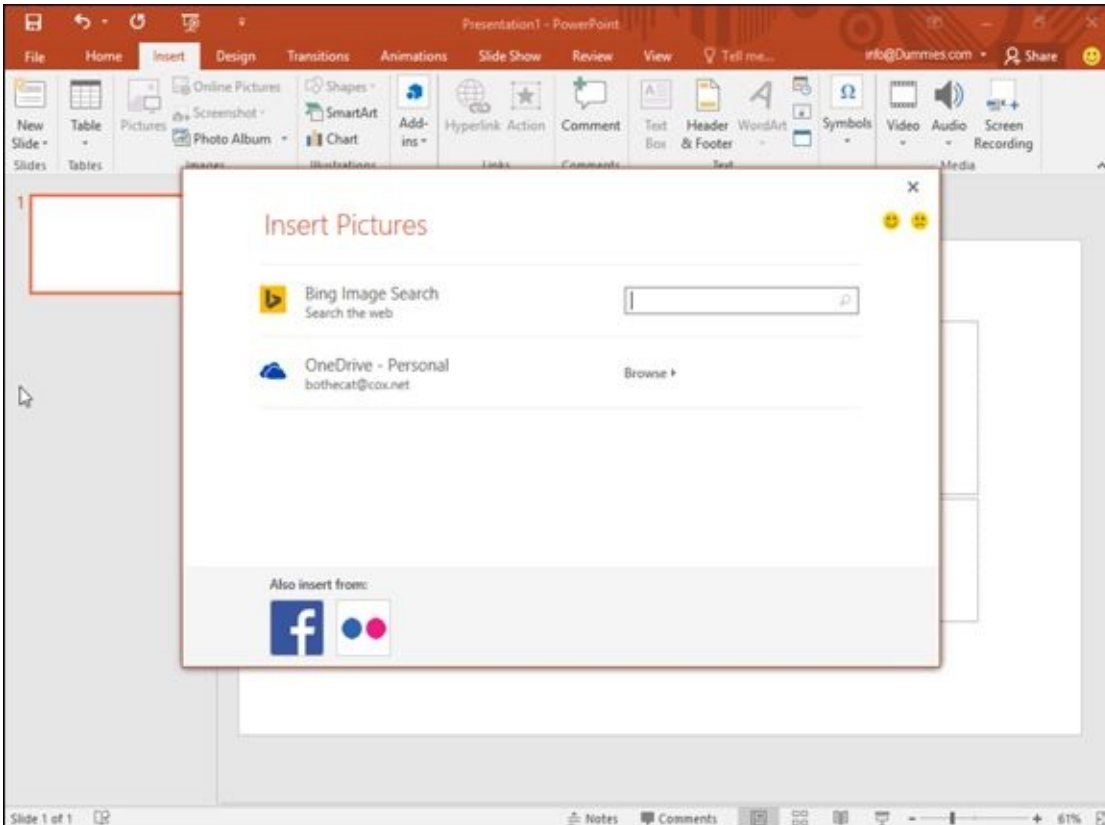 Presentation1 - PowerPoint
File Home Insert Design Transitions Animations Slide Show Review View Tell me... info@Dummies.com Share
Online Pictures Shapes
Screenshot SmartArt
Photo Album Chart
New Slide
Table
Pictures
Add-ins
Hyperlink Action
Comment
Text Box
Header & Footer
WordArt
Symbols
Video
Audio
Screen Recording
Slides Tables Images Illustrations Links Comments Text Media
1
Insert Pictures
Bing Image Search
Search the web
OneDrive - Personal
bothecat@cox.net
Browse
Also insert from:
Slide 1 of 1 Notes Comments 61%